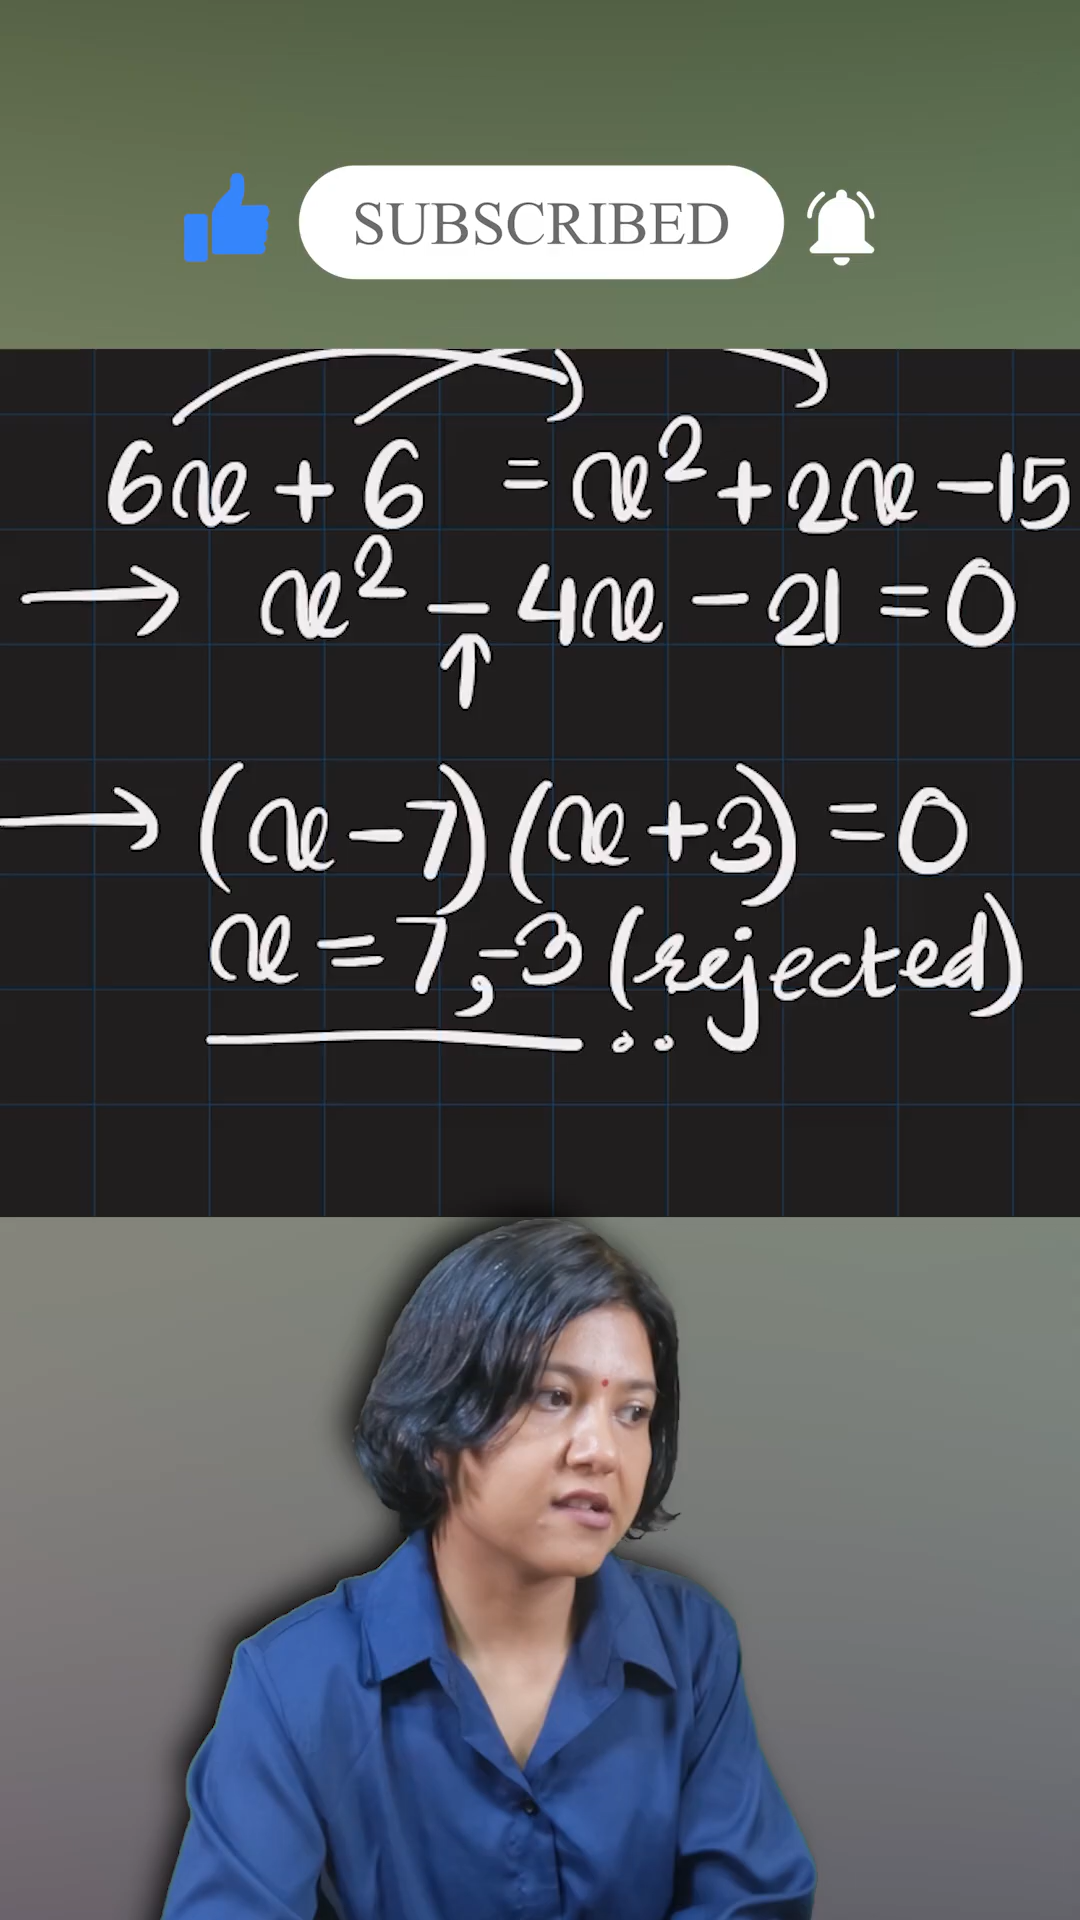 SUBSCRIBED
6x + 6 = x² + 2x - 15
→ x² - 4x - 21 = 0
↑
→ (x - 7) (x + 3) = 0
x = 7, -3 (rejected)